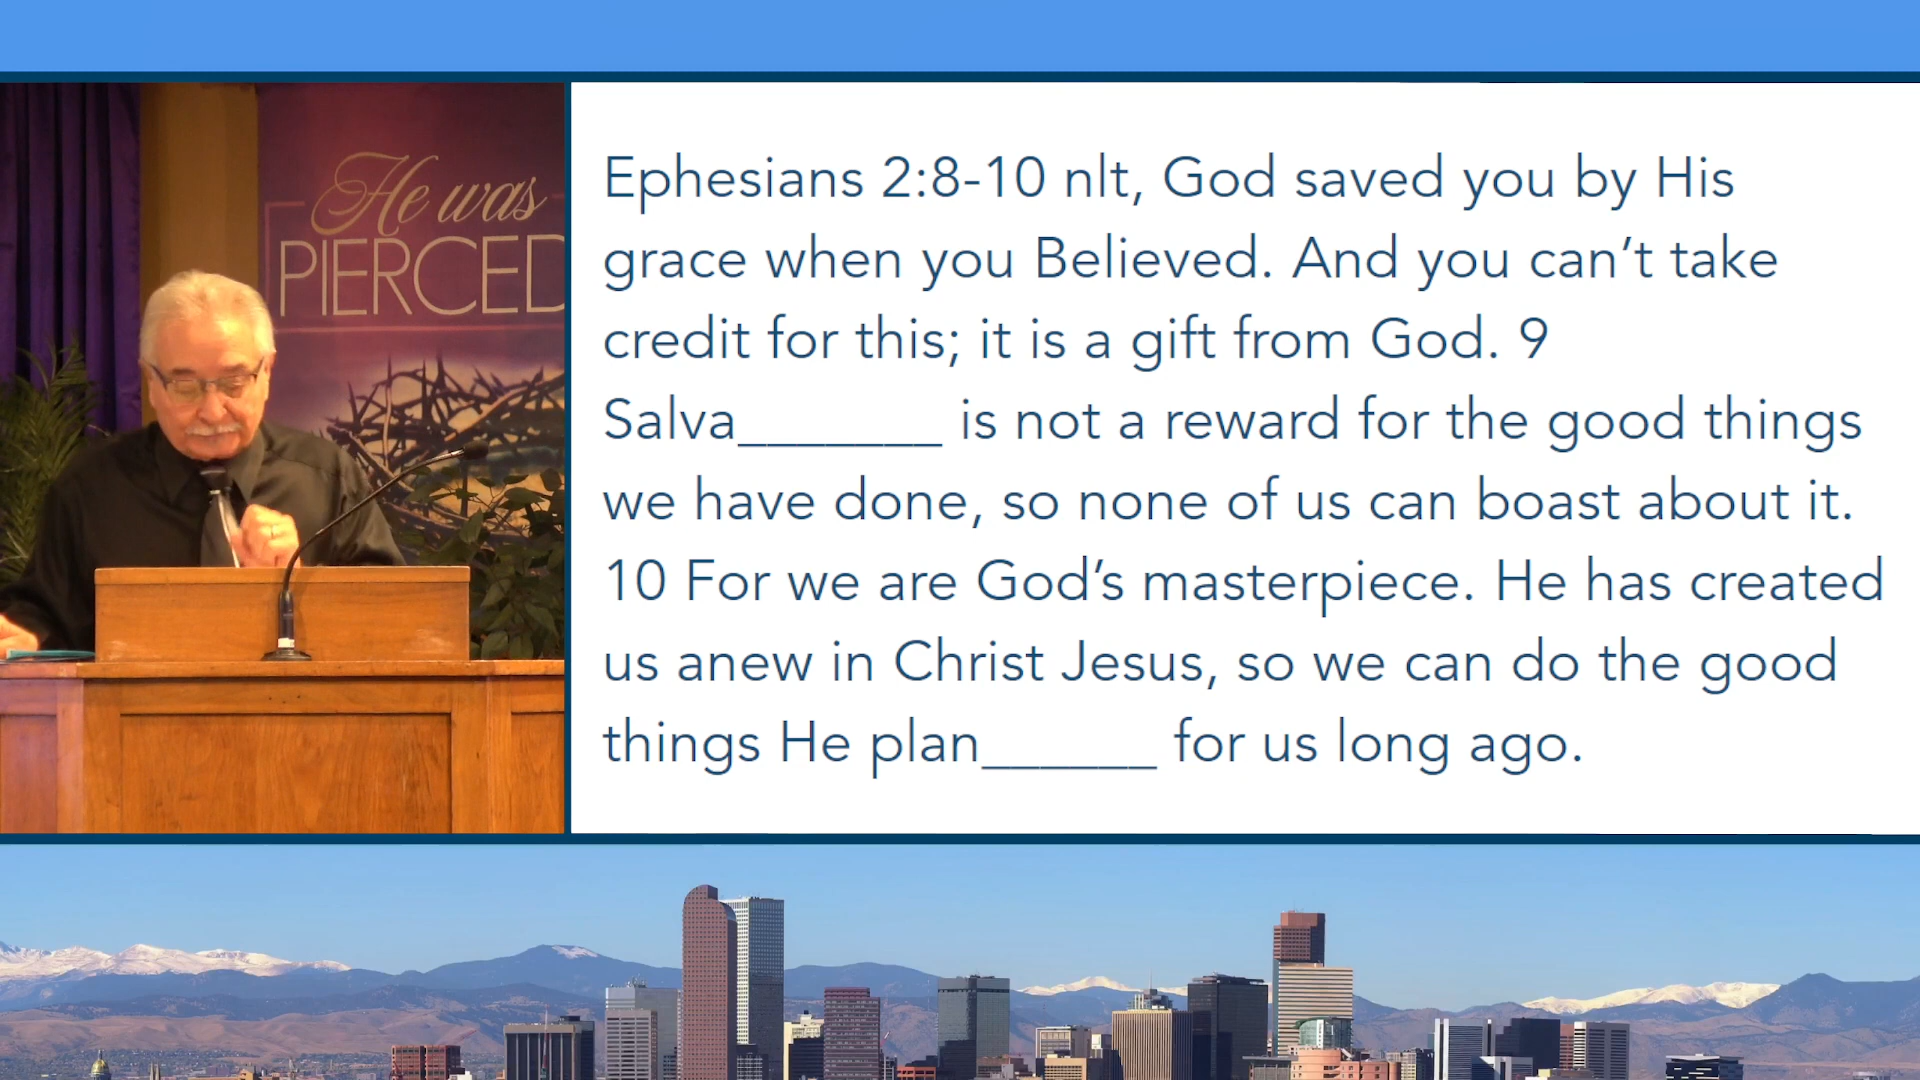 He was
PIERCED
Ephesians 2:8-10 nlt, God saved you by His
grace when you Believed. And you can’t take
credit for this; it is a gift from God. 9
Salva_______ is not a reward for the good things
we have done, so none of us can boast about it.
10 For we are God’s masterpiece. He has created
us anew in Christ Jesus, so we can do the good
things He plan______ for us long ago.